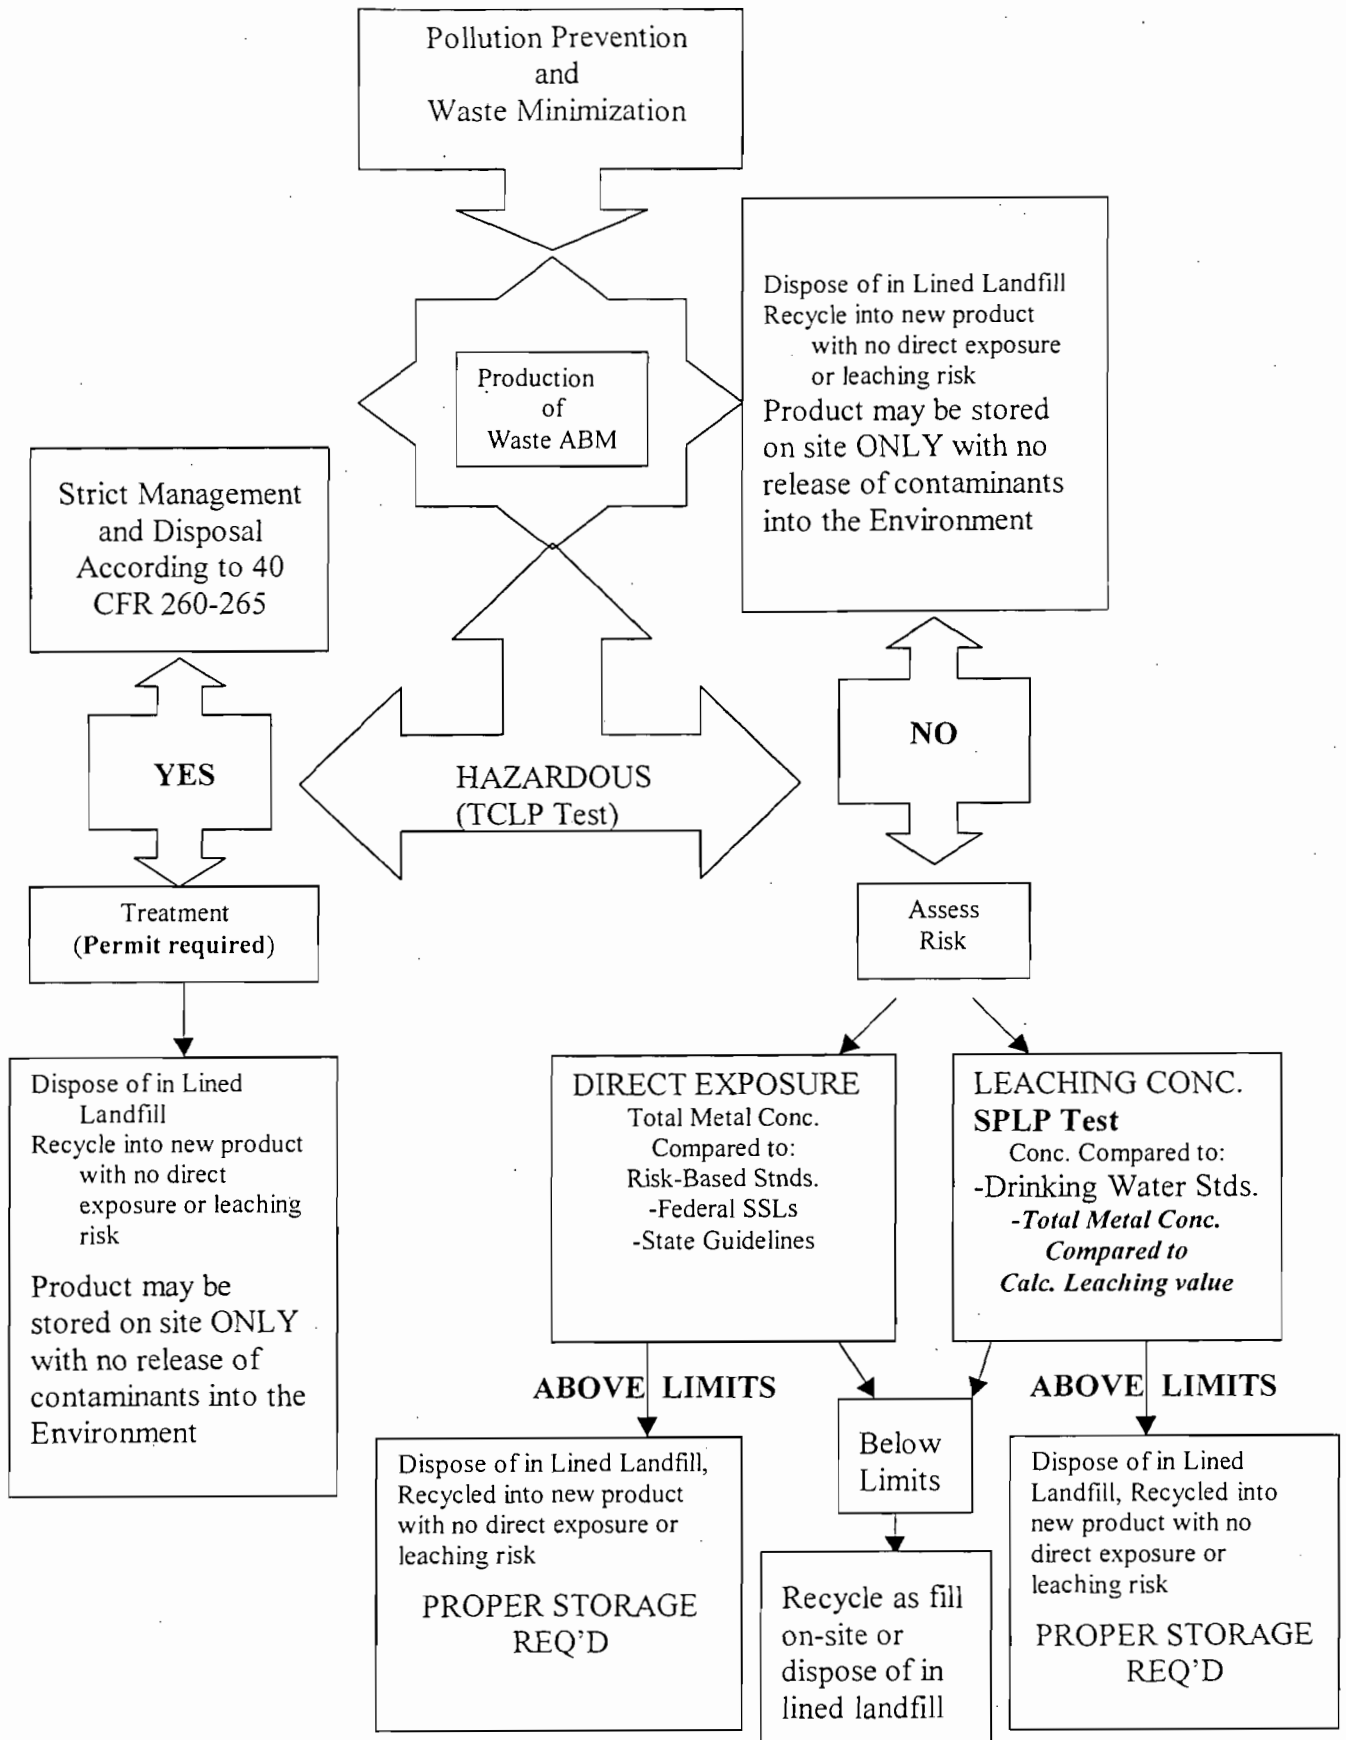 Pollution Prevention
and
Waste Minimization
Production
of
Waste ABM
Dispose of in Lined Landfill
Recycle into new product
with no direct exposure
or leaching risk
Product may be stored
on site ONLY with no
release of contaminants
into the Environment
Strict Management
and Disposal
According to 40
CFR 260-265
YES
HAZARDOUS
(TCLP Test)
NO
Treatment
(Permit required)
Assess
Risk
Dispose of in Lined
Landfill
Recycle into new product
with no direct
exposure or leaching
risk
Product may be
stored on site ONLY
with no release of
contaminants into the
Environment
DIRECT EXPOSURE
Total Metal Conc.
Compared to:
Risk-Based Stnds.
-Federal SSLs
-State Guidelines
LEACHING CONC.
SPLP Test
Conc. Compared to:
-Drinking Water Stds.
-Total Metal Conc.
Compared to
Calc. Leaching value
ABOVE LIMITS
ABOVE LIMITS
Below
Limits
Dispose of in Lined Landfill,
Recycled into new product
with no direct exposure or
leaching risk
PROPER STORAGE
REQ'D
Recycle as fill
on-site or
dispose of in
lined landfill
Dispose of in Lined
Landfill, Recycled into
new product with no
direct exposure or
leaching risk
PROPER STORAGE
REQ'D